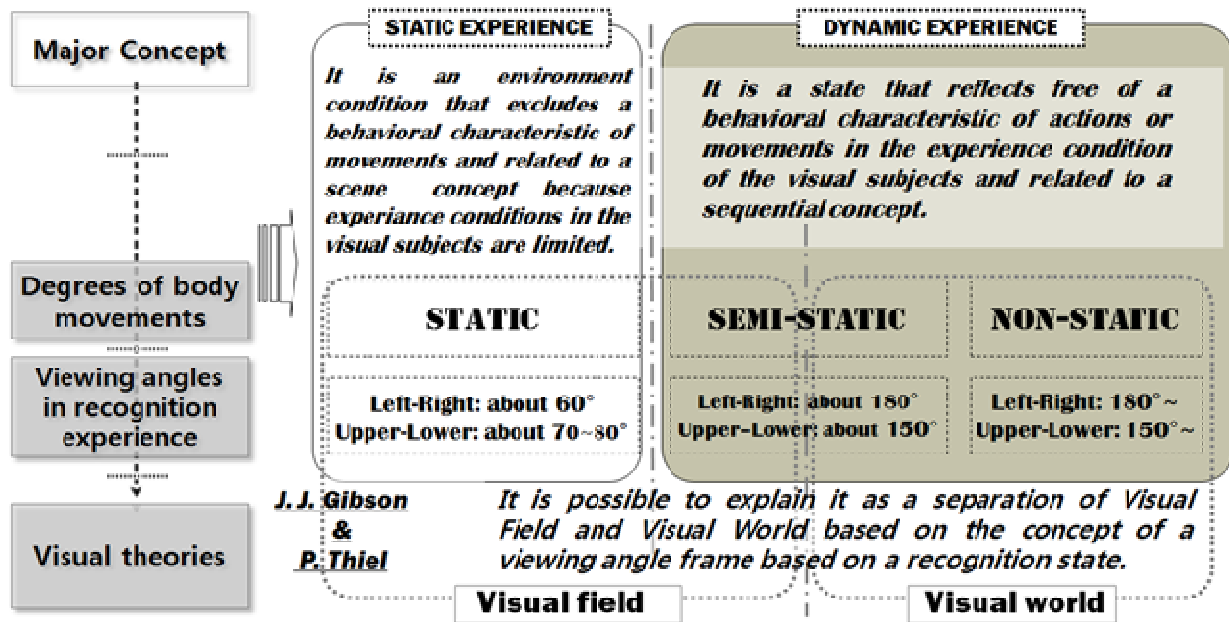 Major Concept
Degrees of body
movements
Viewing angles
in recognition
experience
Visual theories
STATIC EXPERIENCE
It is an environment
condition that excludes a
behavioral characteristic of
movements and related to a
scene concept because
experiance conditions in the
visual subjects are limited.
DYNAMIC EXPERIENCE
It is a state that reflects free of a
behavioral characteristic of actions or
movements in the experience condition
of the visual subjects and related to a
sequential concept.
STATIC
SEMI-STATIC
NON-STATIC
Left-Right: about 60°
Upper-Lower: about 70~80°
Left-Right: about 180°
Upper-Lower: about 150°
Left-Right: 180°~
Upper-Lower: 150°~
J. J. Gibson
&
P. Thiel
It is possible to explain it as a separation of Visual
Field and Visual World based on the concept of a
viewing angle frame based on a recognition state.
Visual field
Visual world